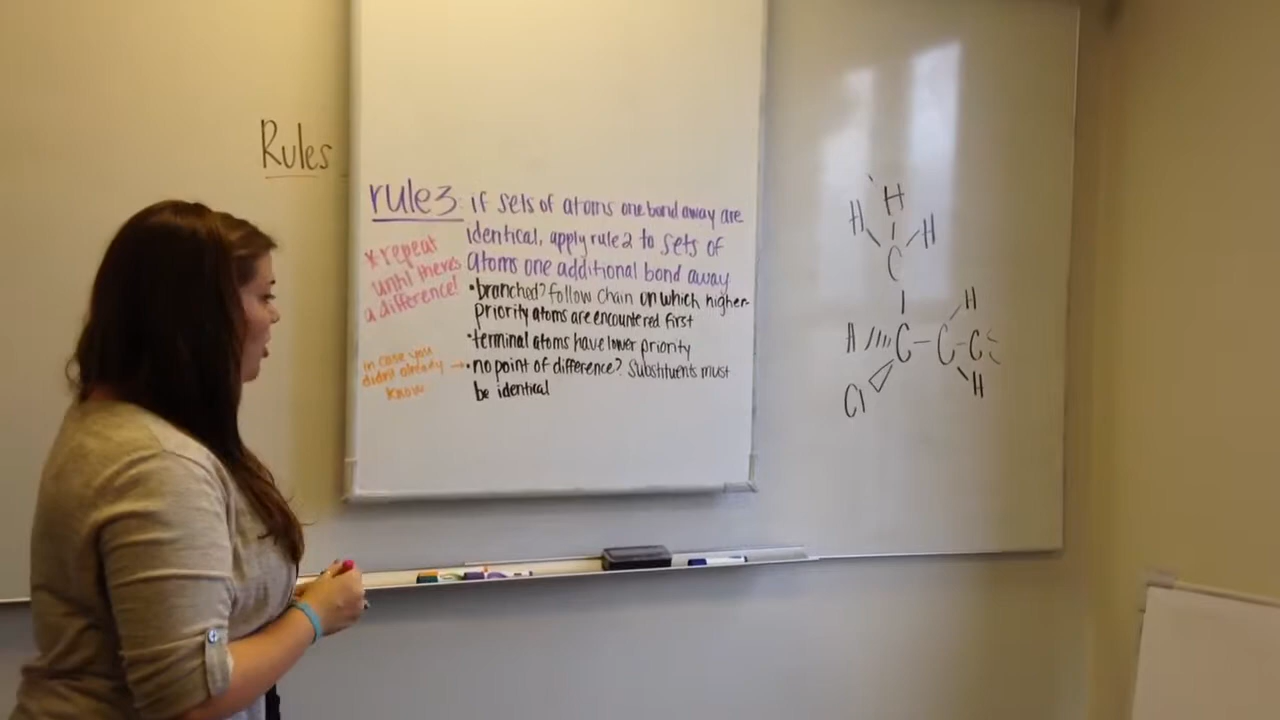 Rules
rule 3: if sets of atoms one bond away are
identical, apply rule 2 to sets of
atoms one additional bond away
* repeat
until there's
a difference!
• branched? follow chain on which higher-
priority atoms are encountered first
• terminal atoms have lower priority
in case you
didn't already
know
→ • no point of difference? Substituents must
be identical
H
H H
C
H
H C C C
H
Cl